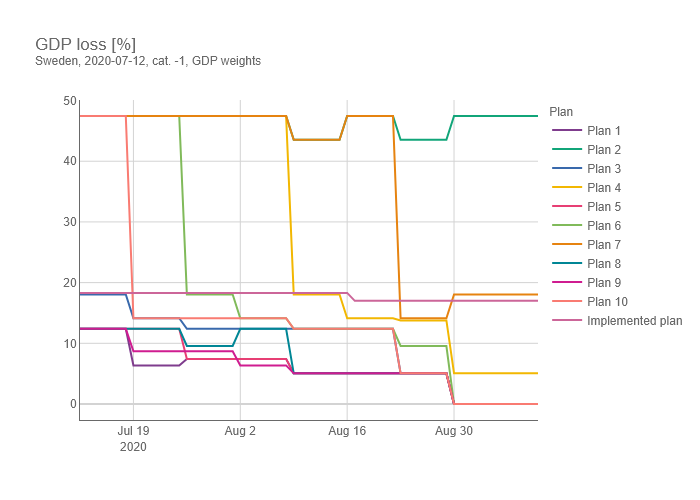 GDP loss [%]
Sweden, 2020-07-12, cat. -1, GDP weights
50
40
30
20
10
0
Jul 19
2020
Aug 2
Aug 16
Aug 30
Plan
Plan 1
Plan 2
Plan 3
Plan 4
Plan 5
Plan 6
Plan 7
Plan 8
Plan 9
Plan 10
Implemented plan